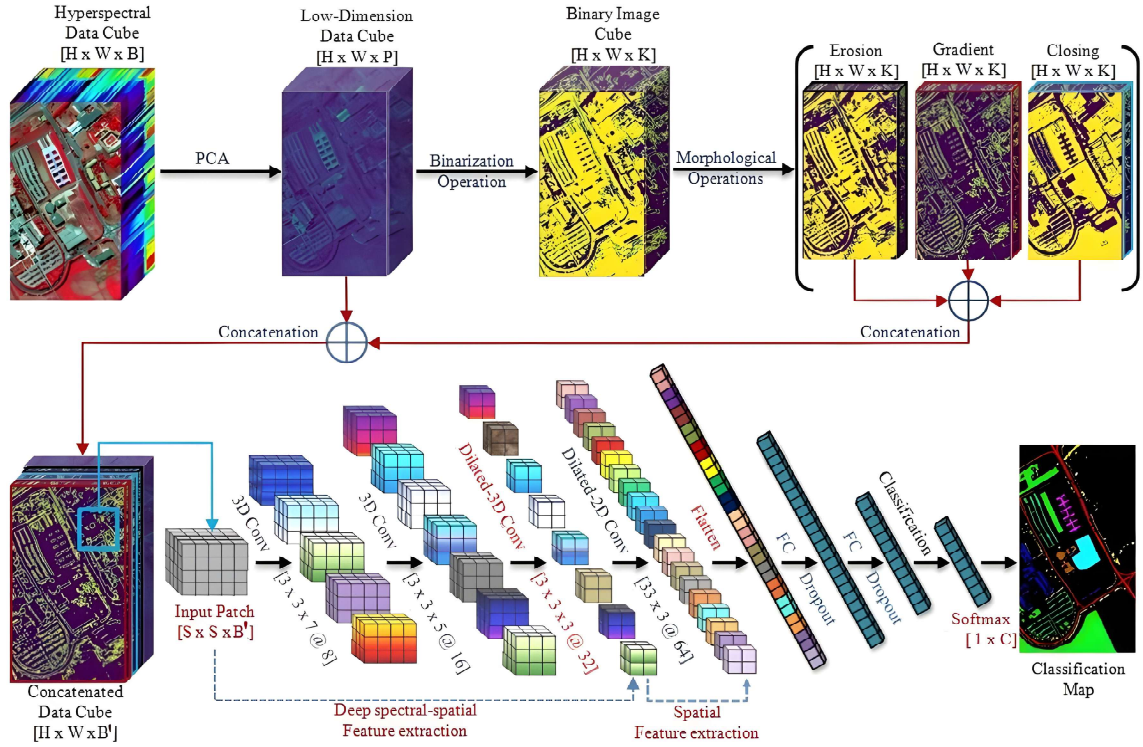 Hyperspectral
Data Cube
[H x W x B]
Low-Dimension
Data Cube
[H x W x P]
Binary Image
Cube
[H x W x K]
Erosion
[H x W x K]
Gradient
[H x W x K]
Closing
[H x W x K]
PCA
Binarization
Operation
Morphological
Operations
Concatenation
Concatenation
3D Conv
[3 x 3 x 7 @ 8]
3D Conv
[3 x 3 x 5 @ 16]
Dilated-3D Conv
[3 x 3 x 3 @ 32]
Dilated-2D Conv
[33 x 3 @ 64]
Flatten
FC
Dropout
FC
Dropout
Classification
Input Patch
[S x S xB']
Softmax
[ 1 x C]
Classification
Map
Concatenated
Data Cube
[H x W x B']
Deep spectral-spatial
Feature extraction
Spatial
Feature extraction